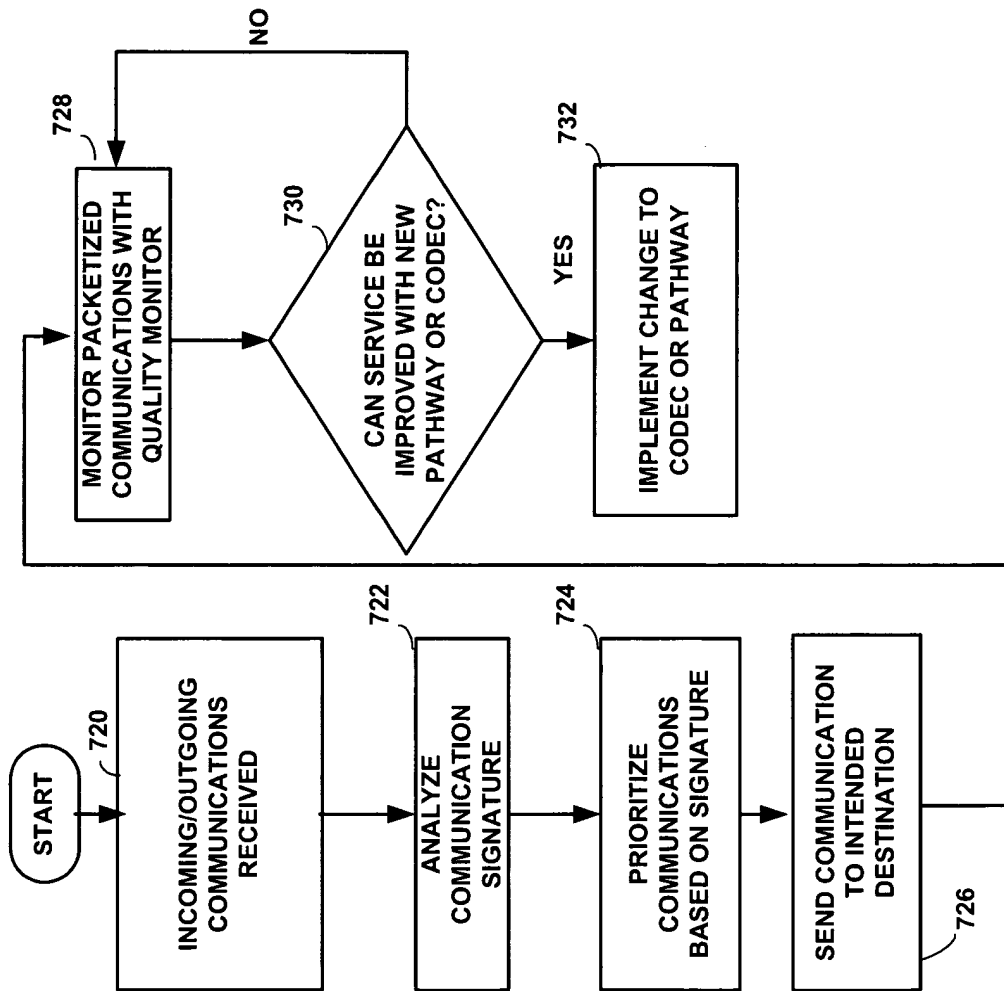 START
720
INCOMING/OUTGOING
COMMUNICATIONS
RECEIVED
722
ANALYZE
COMMUNICATION
SIGNATURE
724
PRIORITIZE
COMMUNICATIONS
BASED ON SIGNATURE
SEND COMMUNICATION
TO INTENDED
DESTINATION
726
728
MONITOR PACKETIZED
COMMUNICATIONS WITH
QUALITY MONITOR
NO
730
CAN SERVICE BE
IMPROVED WITH NEW
PATHWAY OR CODEC?
YES
732
IMPLEMENT CHANGE TO
CODEC OR PATHWAY